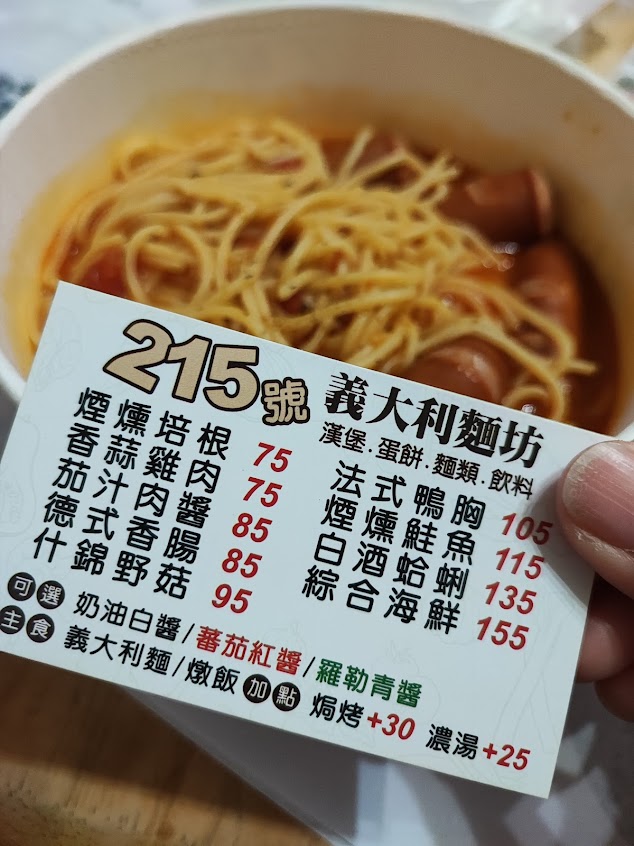 215號 義大利麵坊
漢堡.蛋餅.麵類.飲料
煙燻培根 75
香蒜雞肉 75
茄汁肉醬 85
德式香腸 85
什錦野菇 95
法式鴨胸 105
煙燻鮭魚 115
白酒蛤蜊 135
綜合海鮮 155
可選 奶油白醬/蕃茄紅醬/羅勒青醬
主食 義大利麵/燉飯 加點 焗烤+30 濃湯+25